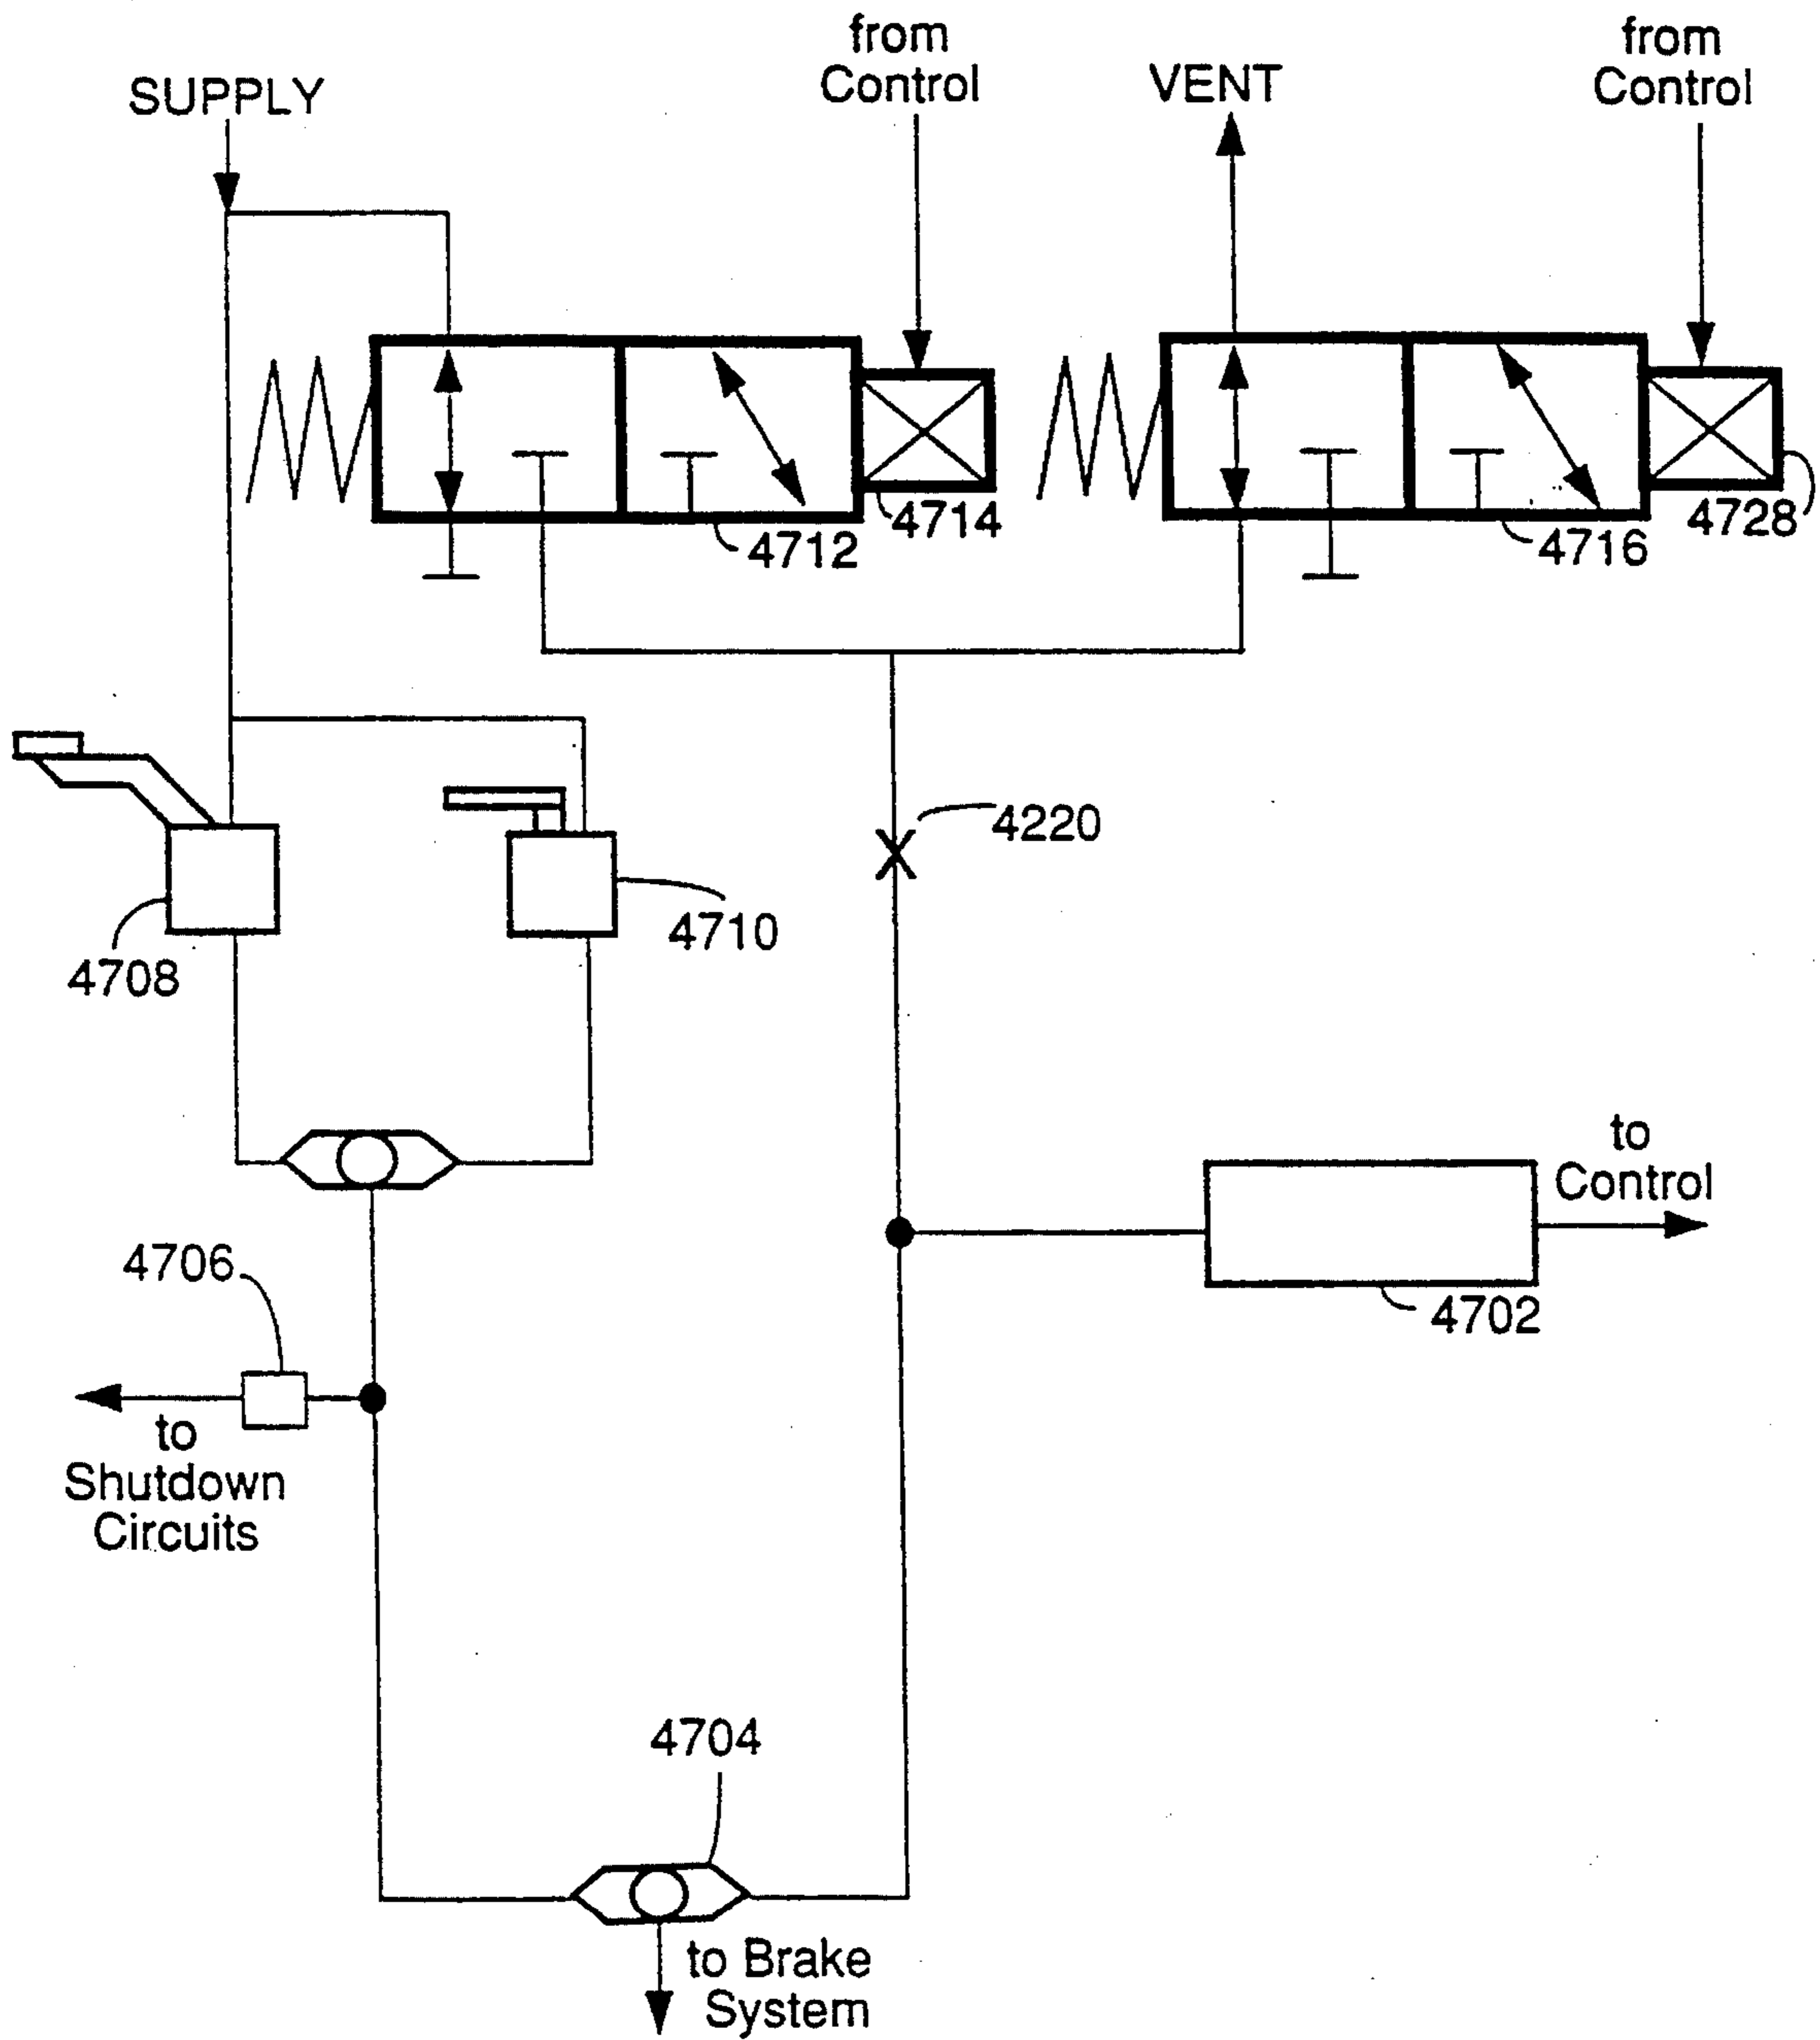 from
Control
from
Control
SUPPLY
VENT
4714
4728
4712
4716
4220
4710
4708
to
Control
4706
4702
to
Shutdown
Circuits
4704
to Brake
System